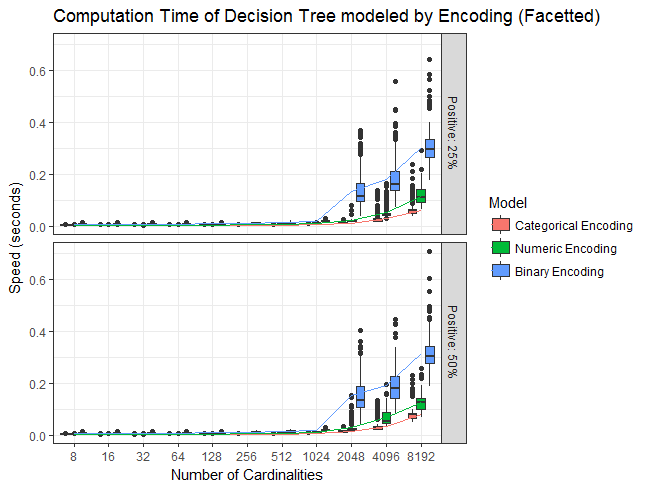 Computation Time of Decision Tree modeled by Encoding (Facetted)
Speed (seconds)
0.6
0.4
0.2
0.0
Positive: 25%
0.6
0.4
0.2
0.0
Positive: 50%
8 16 32 64 128 256 512 1024 2048 4096 8192
Number of Cardinalities
Model
Categorical Encoding
Numeric Encoding
Binary Encoding